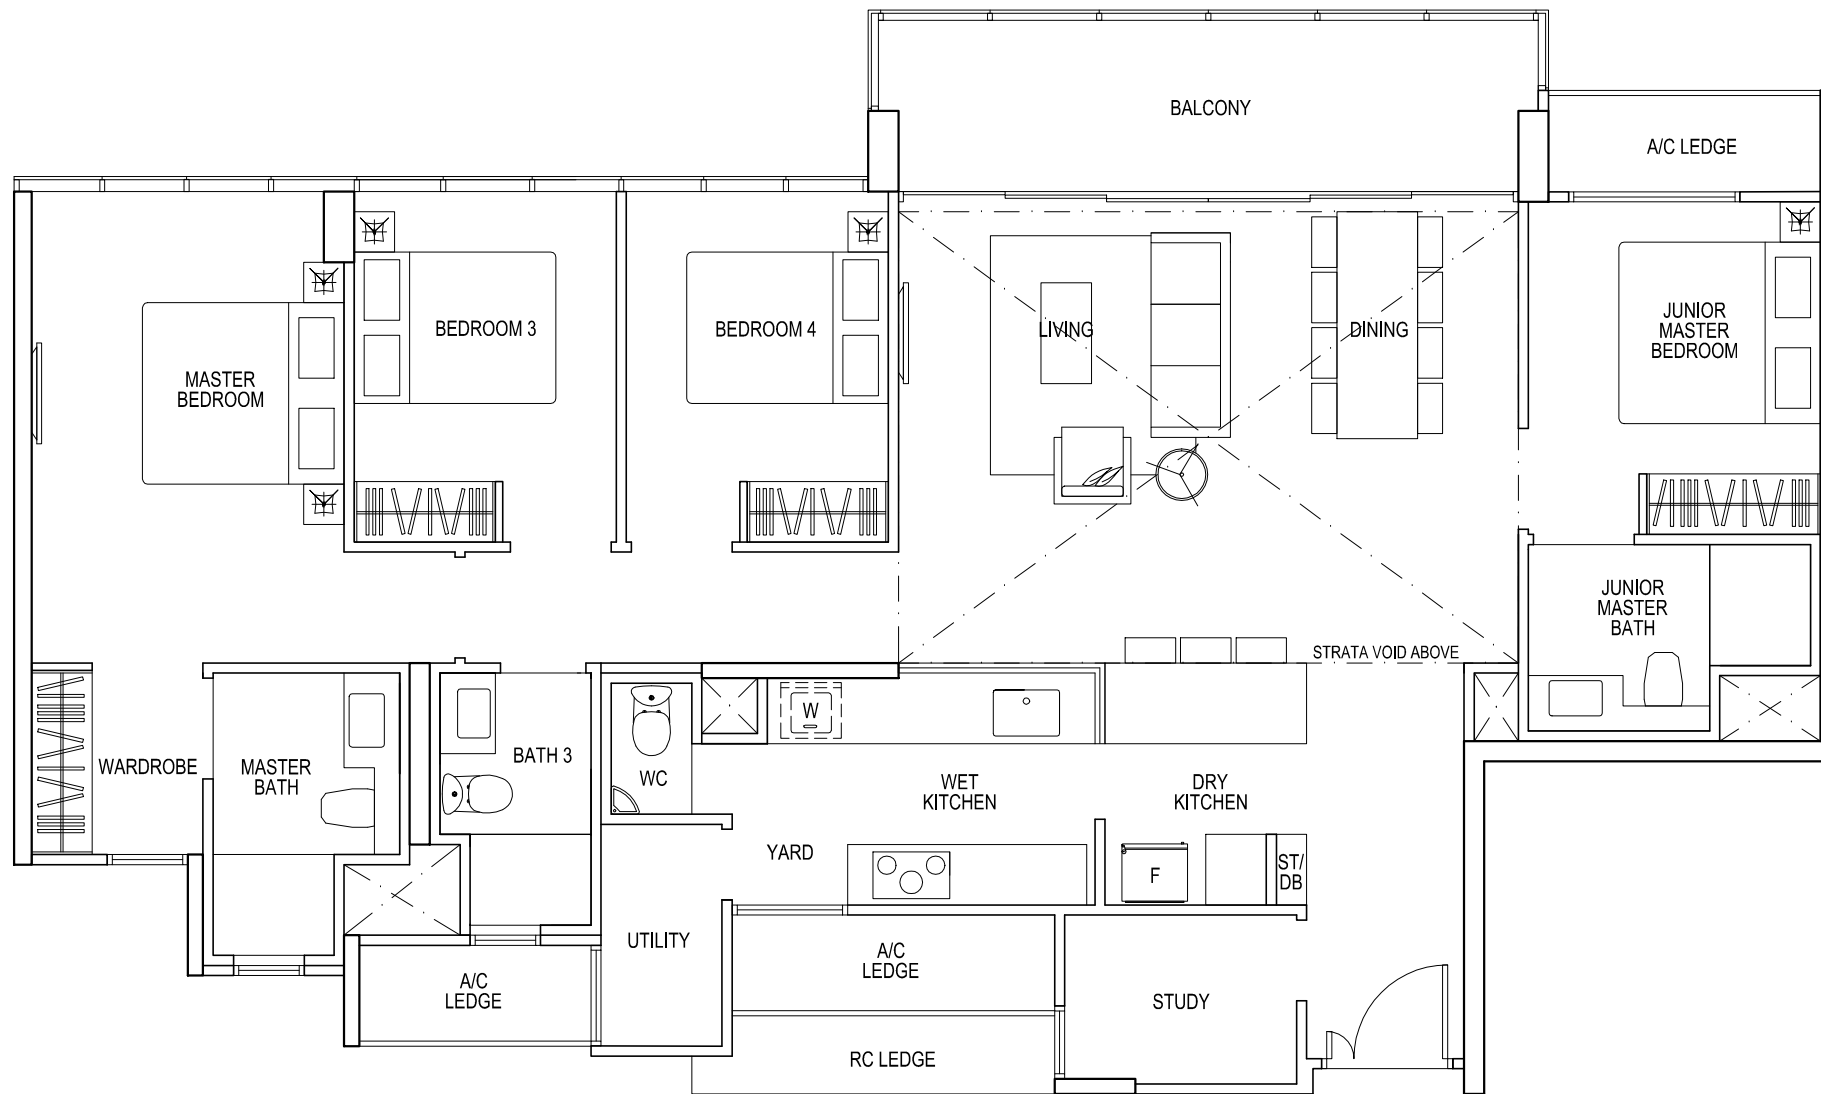 BALCONY
A/C LEDGE
MASTER
BEDROOM
BEDROOM 3
BEDROOM 4
LIVING
DINING
JUNIOR
MASTER
BEDROOM
JUNIOR
MASTER
BATH
STRATA VOID ABOVE
WARDROBE
MASTER
BATH
BATH 3
WC
W
WET
KITCHEN
DRY
KITCHEN
YARD
F
ST/
DB
UTILITY
A/C
LEDGE
A/C
LEDGE
STUDY
RC LEDGE